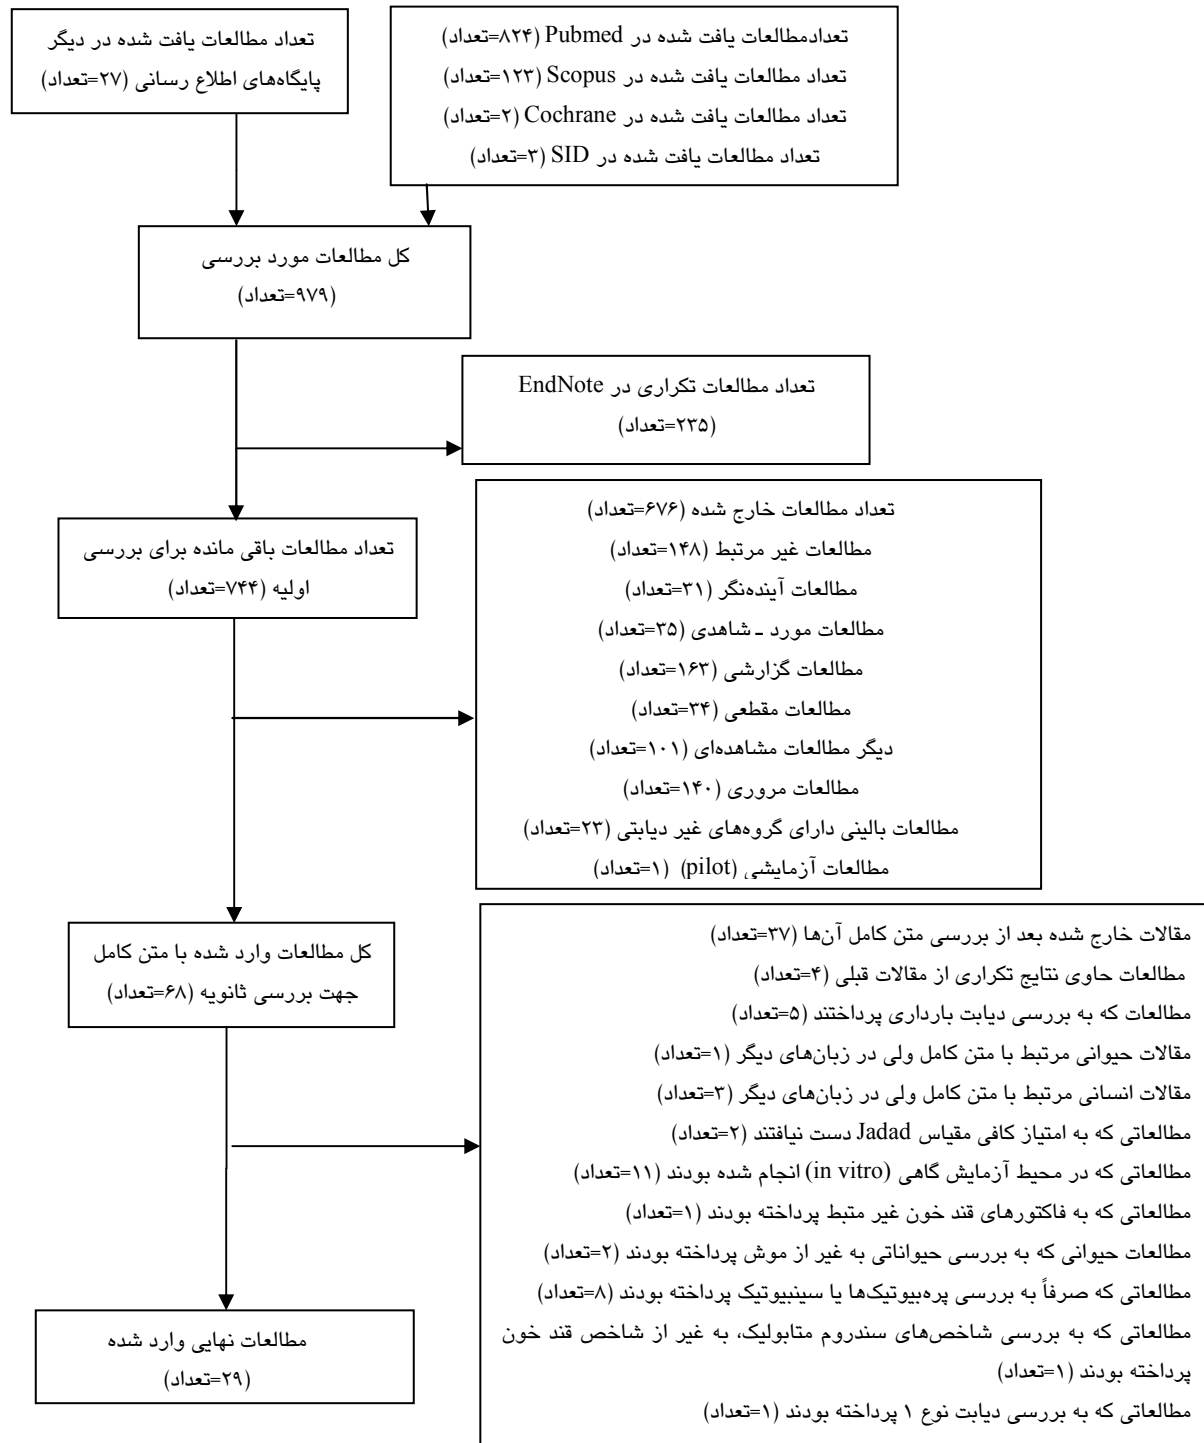 تعداد مطالعات یافت شده در دیگر
پایگاه‌های اطلاع رسانی (۲۷=تعداد)
تعدادمطالعات یافت شده در Pubmed (۸۲۴=تعداد)
تعداد مطالعات یافت شده در Scopus (۱۲۳=تعداد)
تعداد مطالعات یافت شده در Cochrane (۲=تعداد)
تعداد مطالعات یافت شده در SID (۳=تعداد)
کل مطالعات مورد بررسی
(۹۷۹=تعداد)
تعداد مطالعات تکراری در EndNote
(۲۳۵=تعداد)
تعداد مطالعات باقی مانده برای بررسی
اولیه (۷۴۴=تعداد)
تعداد مطالعات خارج شده (۶۷۶=تعداد)
مطالعات غیر مرتبط (۱۴۸=تعداد)
مطالعات آینده‌نگر (۳۱=تعداد)
مطالعات مورد ـ شاهدی (۳۵=تعداد)
مطالعات گزارشی (۱۶۳=تعداد)
مطالعات مقطعی (۳۴=تعداد)
دیگر مطالعات مشاهده‌ای (۱۰۱=تعداد)
مطالعات مروری (۱۴۰=تعداد)
مطالعات بالینی دارای گروه‌های غیر دیابتی (۲۳=تعداد)
مطالعات آزمایشی (pilot) (۱=تعداد)
کل مطالعات وارد شده با متن کامل
جهت بررسی ثانویه (۶۸=تعداد)
مقالات خارج شده بعد از بررسی متن کامل آن‌ها (۳۷=تعداد)
مطالعات حاوی نتایج تکراری از مقالات قبلی (۴=تعداد)
مطالعات که به بررسی دیابت بارداری پرداختند (۵=تعداد)
مقالات حیوانی مرتبط با متن کامل ولی در زبان‌های دیگر (۱=تعداد)
مقالات انسانی مرتبط با متن کامل ولی در زبان‌های دیگر (۳=تعداد)
مطالعاتی که به امتیاز کافی مقیاس Jadad دست نیافتند (۲=تعداد)
مطالعاتی که در محیط آزمایش گاهی (in vitro) انجام شده بودند (۱۱=تعداد)
مطالعاتی که به فاکتورهای قند خون غیر متبط پرداخته بودند (۱=تعداد)
مطالعات حیوانی که به بررسی حیواناتی به غیر از موش پرداخته بودند (۲=تعداد)
مطالعاتی که صرفاً به بررسی پره‌بیوتیک‌ها یا سینبیوتیک پرداخته بودند (۸=تعداد)
مطالعاتی که به بررسی شاخص‌های سندروم متابولیک، به غیر از شاخص قند خون
پرداخته بودند (۱=تعداد)
مطالعاتی که به بررسی دیابت نوع ۱ پرداخته بودند (۱=تعداد)
مطالعات نهایی وارد شده
(۲۹=تعداد)